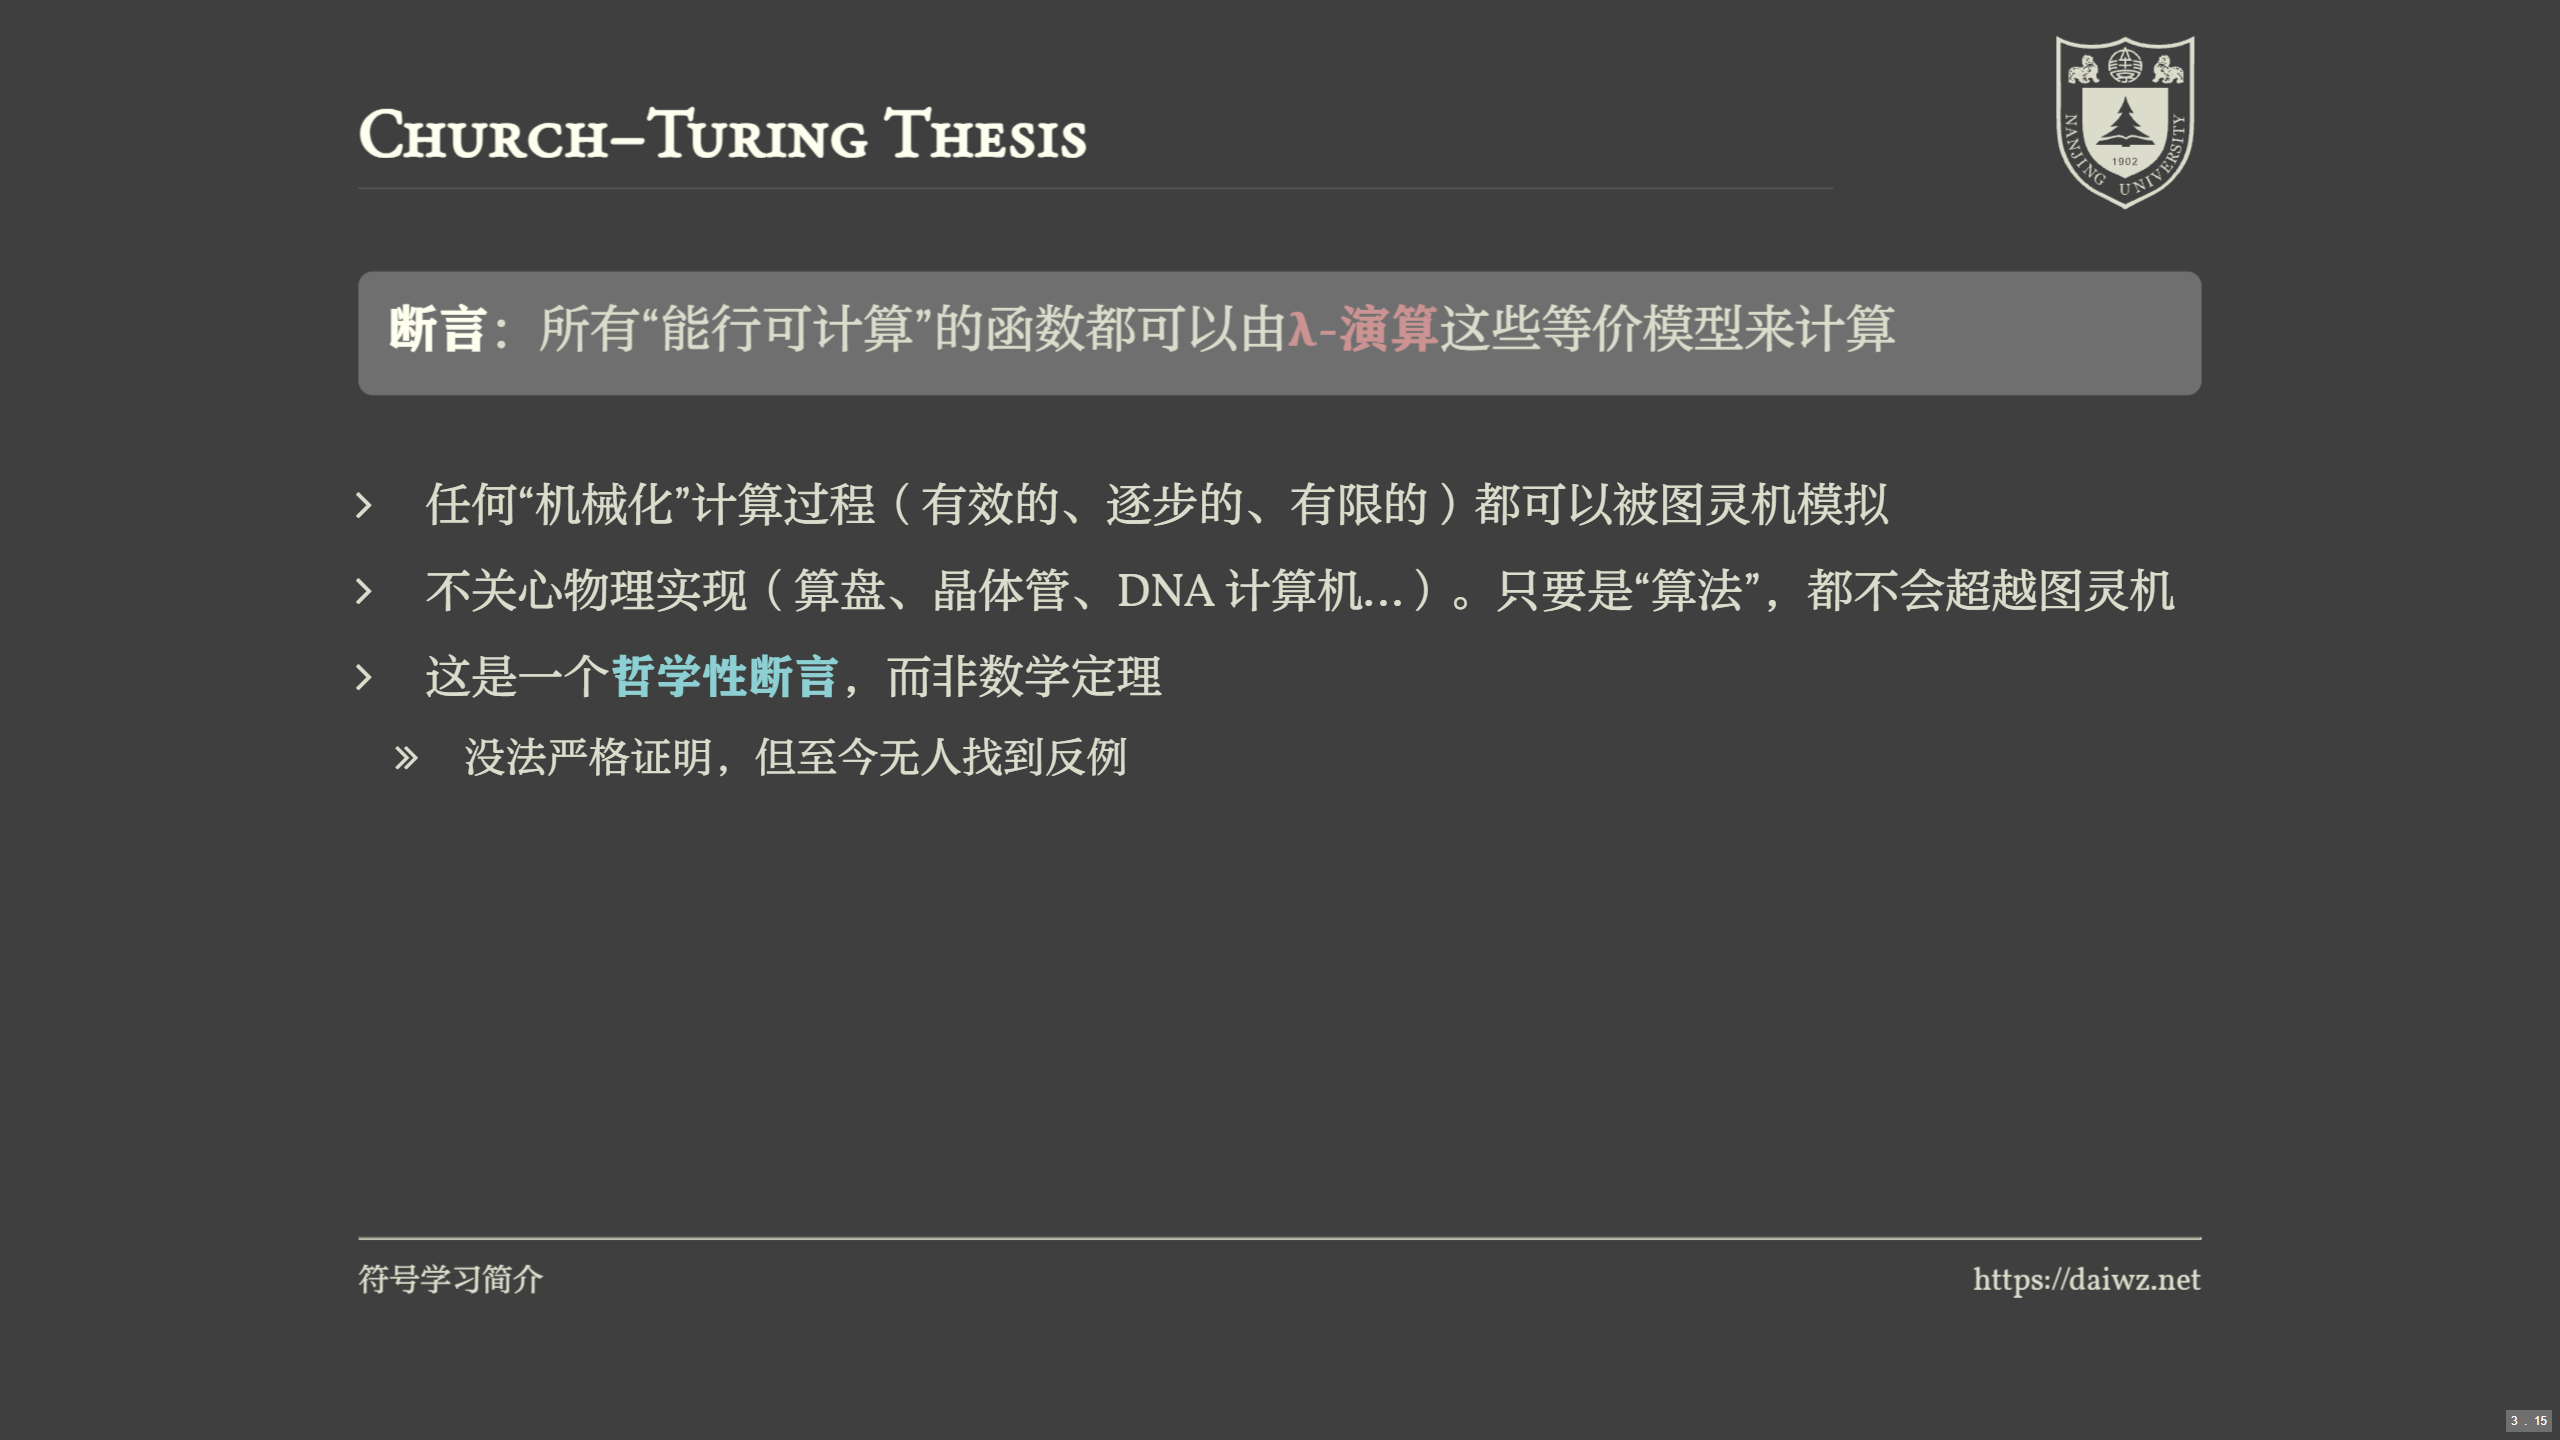 Church–Turing Thesis
NANJING UNIVERSITY
1902
断言：所有“能行可计算”的函数都可以由λ-演算这些等价模型来计算
任何“机械化”计算过程（有效的、逐步的、有限的）都可以被图灵机模拟
不关心物理实现（算盘、晶体管、DNA 计算机…）。只要是“算法”，都不会超越图灵机
这是一个哲学性断言，而非数学定理
没法严格证明，但至今无人找到反例
符号学习简介
https://daiwz.net
3 . 15